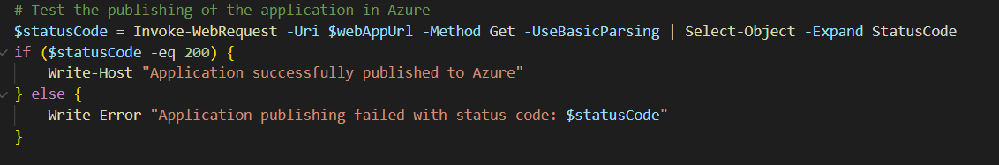 # Test the publishing of the application in Azure
$statusCode = Invoke-WebRequest -Uri $webAppUrl -Method Get -UseBasicParsing | Select-Object -Expand StatusCode
if ($statusCode -eq 200) {
    Write-Host "Application successfully published to Azure"
} else {
    Write-Error "Application publishing failed with status code: $statusCode"
}